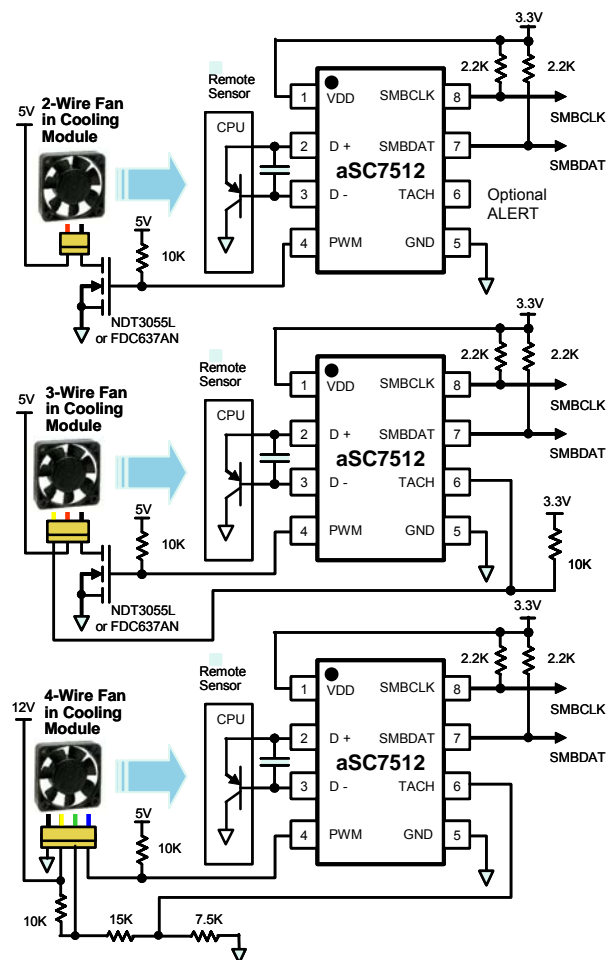 3.3V
2.2K
2.2K
Remote
Sensor
2-Wire Fan
in Cooling
Module
5V
CPU
1
VDD
SMBCLK
8
SMBCLK
2
D +
SMBDAT
7
SMBDAT
aSC7512
3
D -
TACH
6
Optional
ALERT
5V
10K
4
PWM
GND
5
NDT3055L
or FDC637AN
3.3V
2.2K
2.2K
Remote
Sensor
3-Wire Fan
in Cooling
Module
5V
CPU
1
VDD
SMBCLK
8
SMBCLK
2
D +
SMBDAT
7
SMBDAT
aSC7512
3
D -
TACH
6
5V
10K
4
PWM
GND
5
3.3V
10K
NDT3055L
or FDC637AN
3.3V
2.2K
2.2K
Remote
Sensor
4-Wire Fan
in Cooling
Module
12V
CPU
1
VDD
SMBCLK
8
SMBCLK
2
D +
SMBDAT
7
SMBDAT
aSC7512
3
D -
TACH
6
5V
10K
4
PWM
GND
5
10K
15K
7.5K